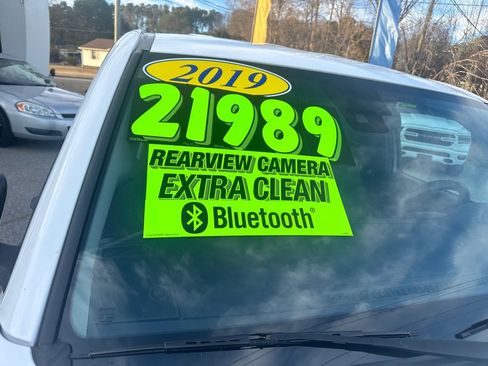 2019
21989
REARVIEW CAMERA
EXTRA CLEAN
Bluetooth®